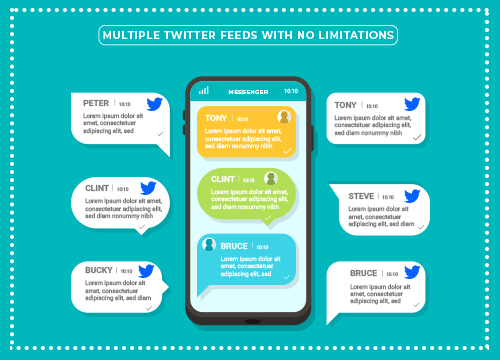 MULTIPLE TWITTER FEEDS WITH NO LIMITATIONS
MESSENGER 10:10
PETER | 10:10
Lorem ipsum dolor sit
amet, consectetuer
adipiscing elit, sed
CLINT | 10:10
Lorem ipsum dolor sit amet,
consectetuer adipiscing elit,
sed diam nonummy nibh
BUCKY | 10:10
Lorem ipsum dolor sit amet,
consectetuer adipiscing
elit, sed diam
TONY | 10:10
Lorem ipsum dolor sit amet,
consectetuer adipiscing elit,
sed diam nonummy nibh
CLINT | 10:10
Lorem ipsum dolor sit amet,
consectetuer adipiscing elit,
sed diam nonummy nibh
BRUCE | 10:10
Lorem ipsum dolor sit
amet, consectetuer
adipiscing elit, sed
TONY | 10:10
Lorem ipsum dolor sit amet,
consectetuer adipiscing elit,
sed diam nonummy nibh
STEVE | 10:10
Lorem ipsum dolor sit
amet, consectetuer
adipiscing elit, sed diam
BRUCE | 10:10
Lorem ipsum dolor sit
amet, consectetuer
adipiscing elit, sed